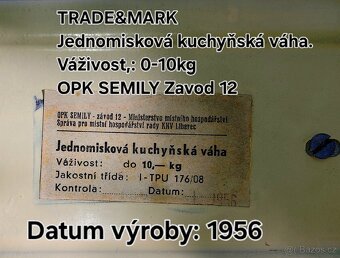 TRADE&MARK
Jednomisková kuchyňská váha.
Váživost,: 0-10kg
OPK SEMILY Zavod 12
OPK SEMILY - závod 12 - Ministerstvo místního hospodářství
Správa pro místní hospodářství rady KNV Liberec
Jednomisková kuchyňská váha
Váživost: do 10,— kg
Jakostní třída: I-TPU 176/08
Kontrola: Datum: 1956
Datum výroby: 1956
Bazos.cz